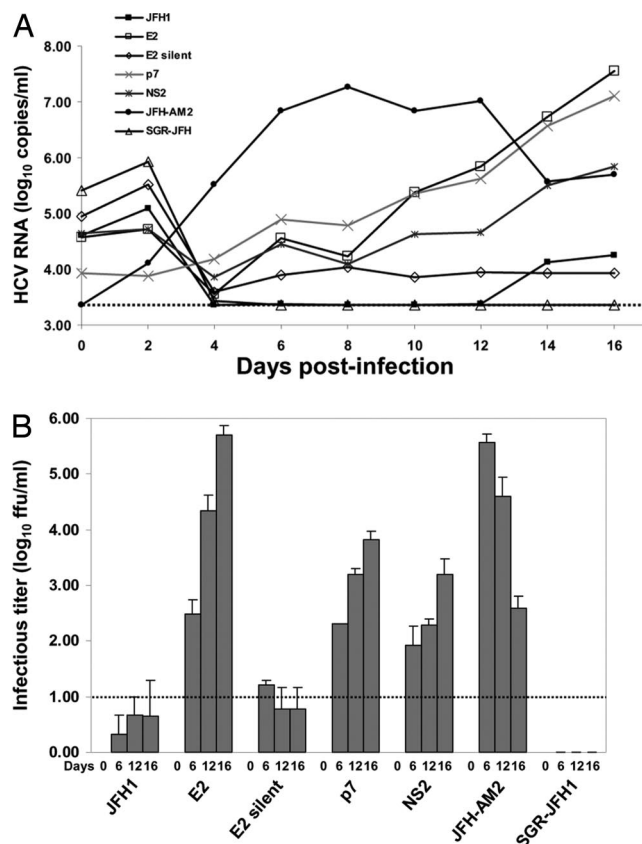 A
JFH1
E2
E2 silent
p7
NS2
JFH-AM2
SGR-JFH
HCV RNA (log10 copies/ml)
8.00
7.00
6.00
5.00
4.00
3.00
0 2 4 6 8 10 12 14 16
Days post-infection
B
Infectious titer (log10 ffu/ml)
6.00
5.00
4.00
3.00
2.00
1.00
0.00
Days 0 6 12 16 0 6 12 16 0 6 12 16 0 6 12 16 0 6 12 16 0 6 12 16 0 6 12 16
JFH1
E2
E2 silent
p7
NS2
JFH-AM2
SGR-JFH1